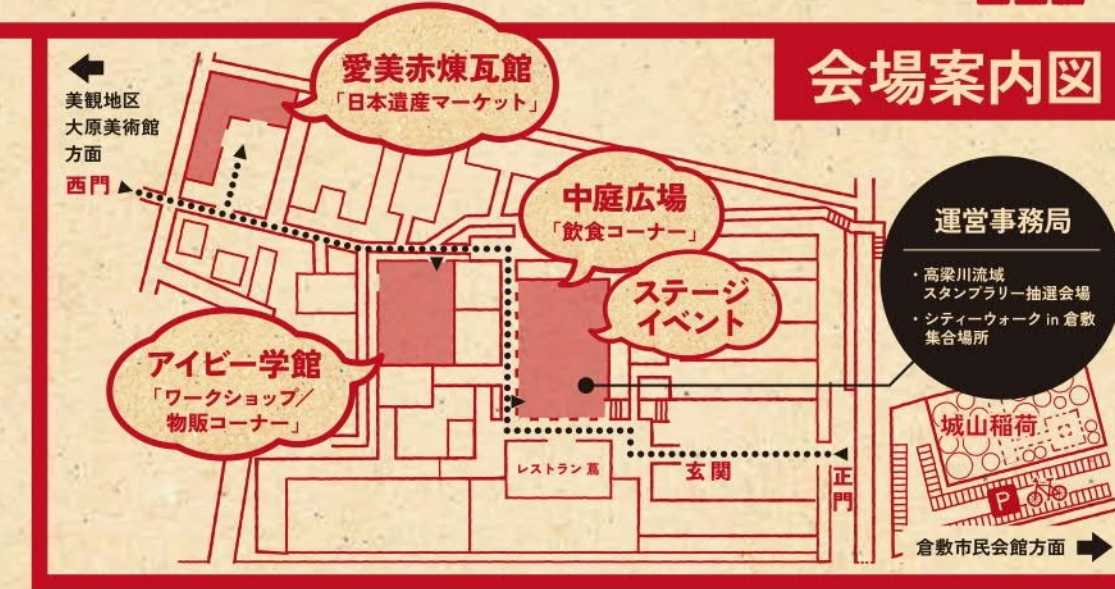 会場案内図
美観地区
大原美術館
方面
西門
愛美赤煉瓦館
「日本遺産マーケット」
中庭広場
「飲食コーナー」
ステージ
イベント
運営事務局
・高梁川流域
スタンプラリー抽選会場
・シティーウォーク in 倉敷
集合場所
アイビー学館
「ワークショップ/
物販コーナー」
レストラン 蔦
玄関
正門
城山稲荷
P
倉敷市民会館方面